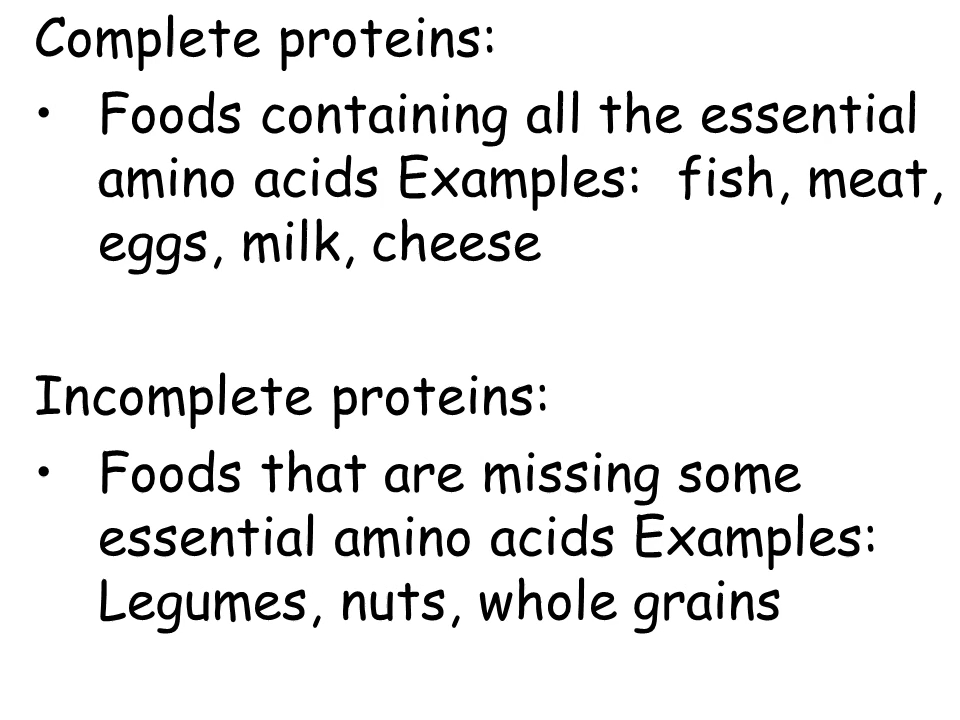 Complete proteins:
• Foods containing all the essential
amino acids Examples: fish, meat,
eggs, milk, cheese
Incomplete proteins:
• Foods that are missing some
essential amino acids Examples:
Legumes, nuts, whole grains